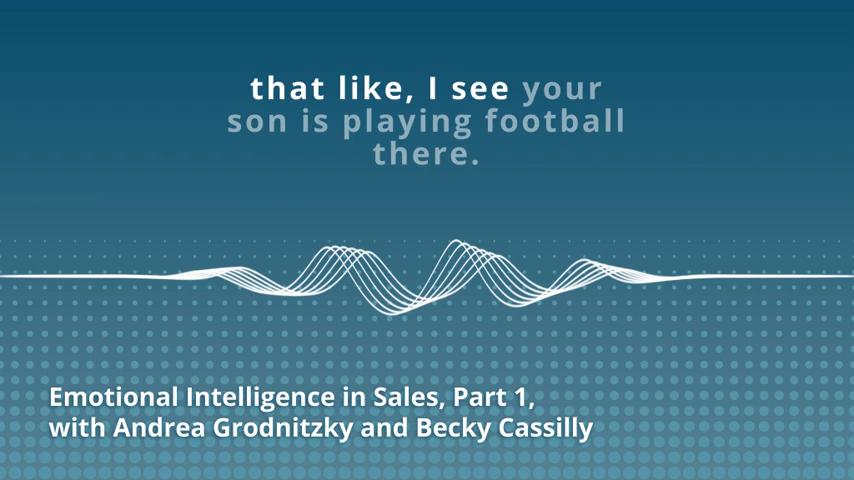 that like, I see your
son is playing football
there.
Emotional Intelligence in Sales, Part 1,
with Andrea Grodnitzky and Becky Cassilly